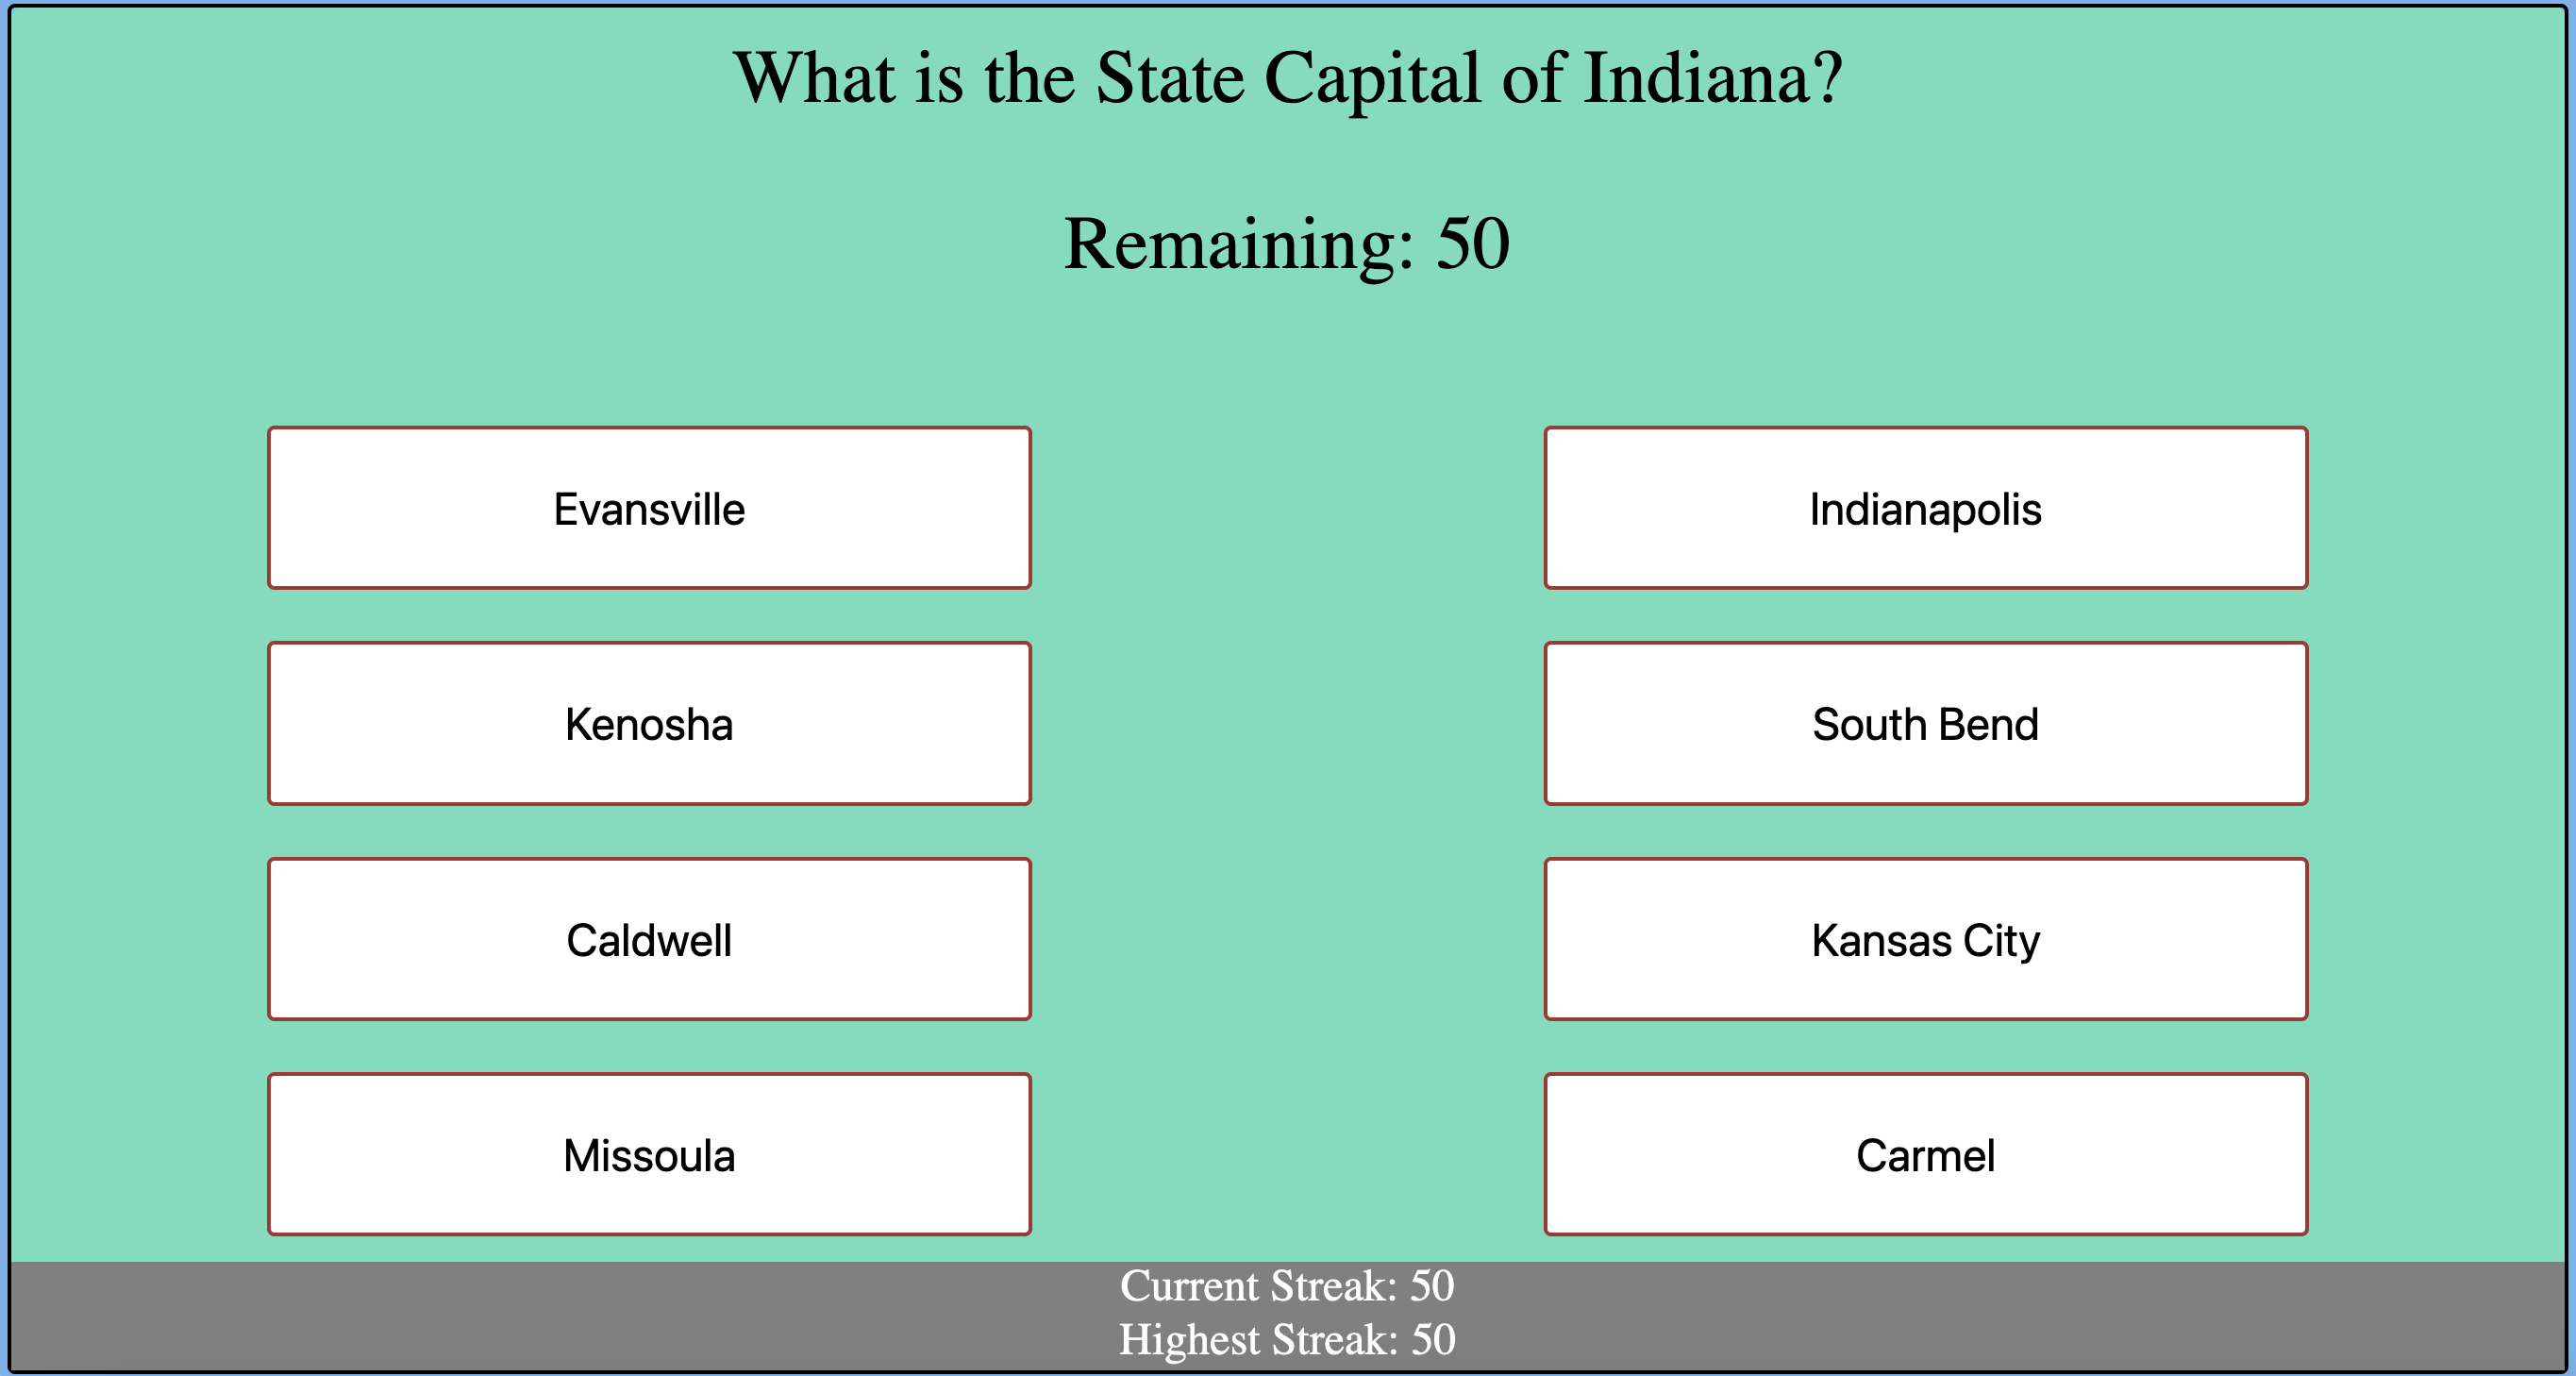 What is the State Capital of Indiana?
Remaining: 50
Evansville
Indianapolis
Kenosha
South Bend
Caldwell
Kansas City
Missoula
Carmel
Current Streak: 50
Highest Streak: 50